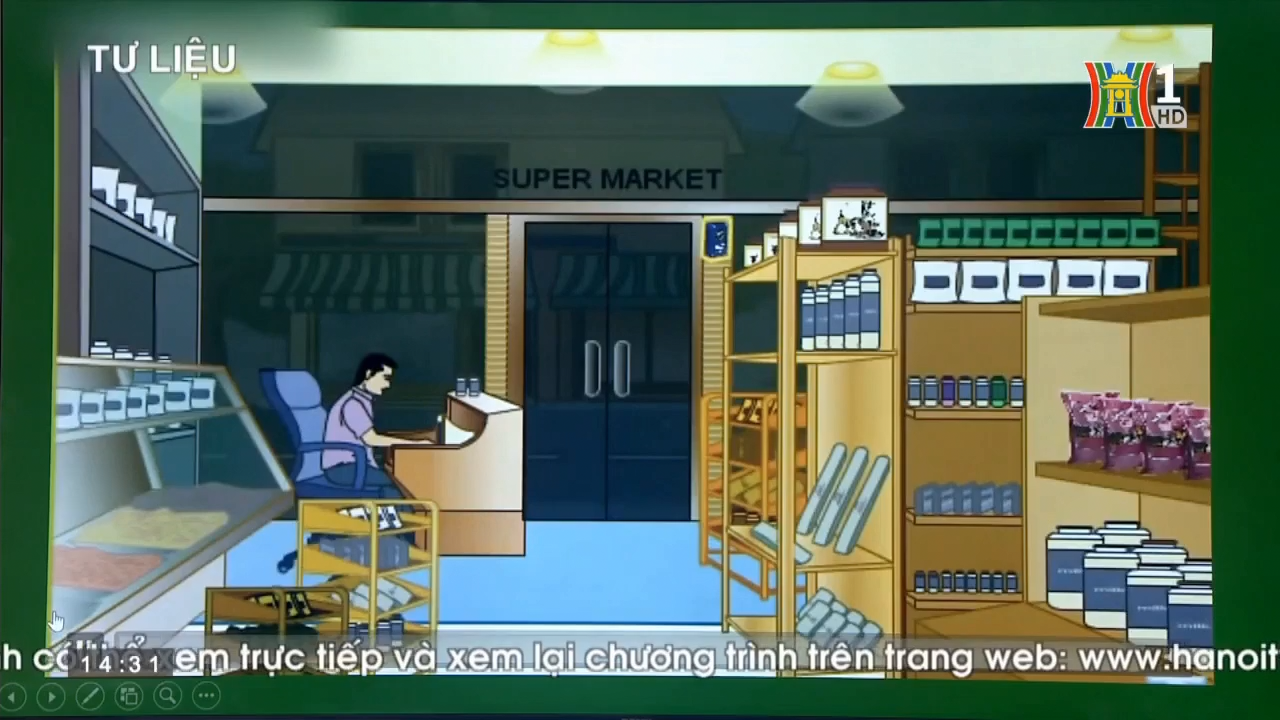 TƯ LIỆU
1
HD
SUPER MARKET
14:31
xem trực tiếp và xem lại chương trình trên trang web: www.hanoit